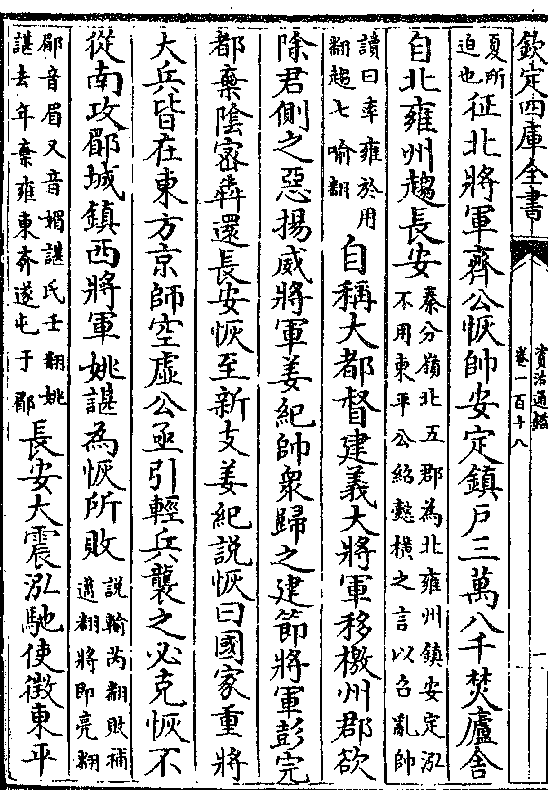 欽定四庫全書
資治通鑑
卷一百十八
夏所
迫也
征北將軍齊公恢帥安定鎮戶三萬八千焚廬舍
自北雍州趨長安
秦分嶺北五郡為北雍州鎮安定泓
不用東平公紹懿橫之言以召亂帥
讀曰率雍於用
翻趨七喻翻
自稱大都督建義大將軍移檄州郡欲
除君側之惡揚威將軍姜紀帥衆歸之建節將軍彭完
都棄陰密犇還長安恢至新支姜紀説恢曰國家重將
大兵皆在東方京師空虛公亟引輕兵襲之必克恢不
從南攻郿城鎮西將軍姚諶為恢所敗
説輸芮翻敗補
邁翻將即亮翻
郿音眉又音媚諶氏壬翻姚
諶去年棄雍東奔遂屯于郿
長安大震泓馳使徵東平